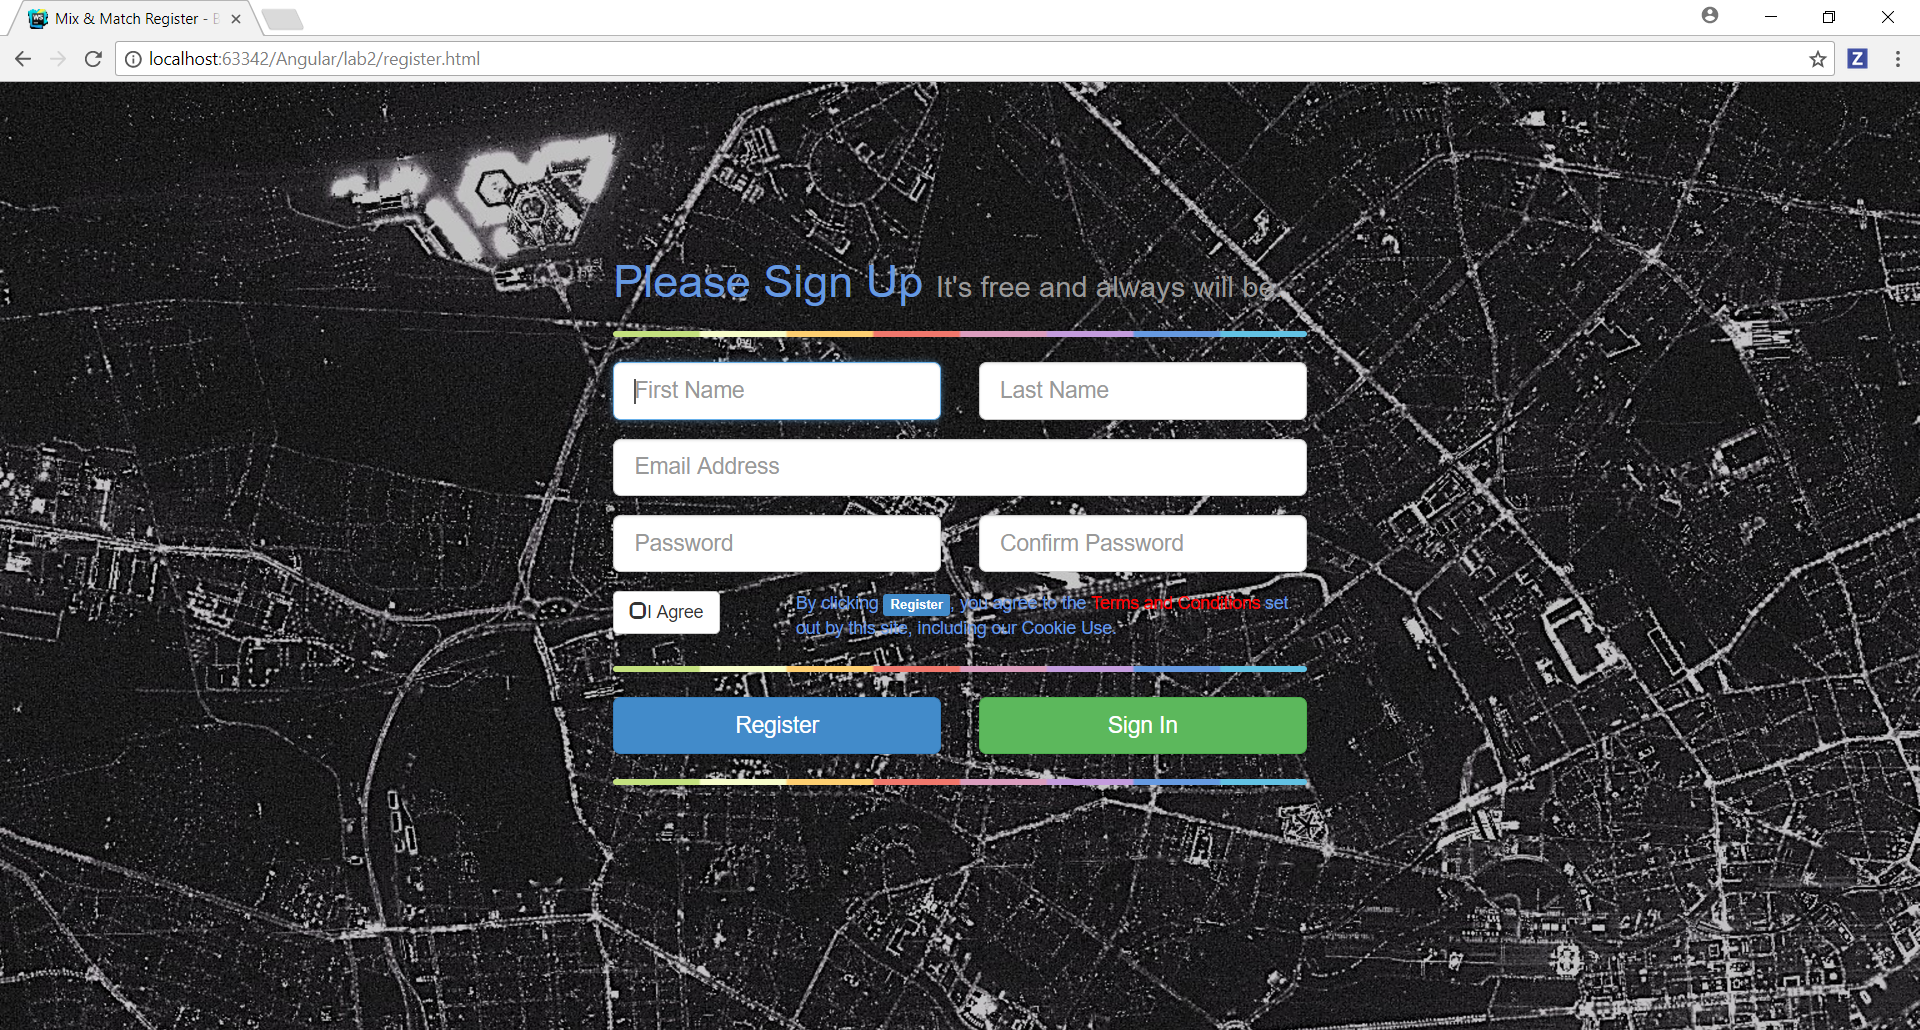 Mix & Match Register - B
localhost:63342/Angular/lab2/register.html
Z
Please Sign Up It's free and always will be.
First Name
Last Name
Email Address
Password
Confirm Password
I Agree
By clicking Register, you agree to the Terms and Conditions set
out by this site, including our Cookie Use.
Register
Sign In